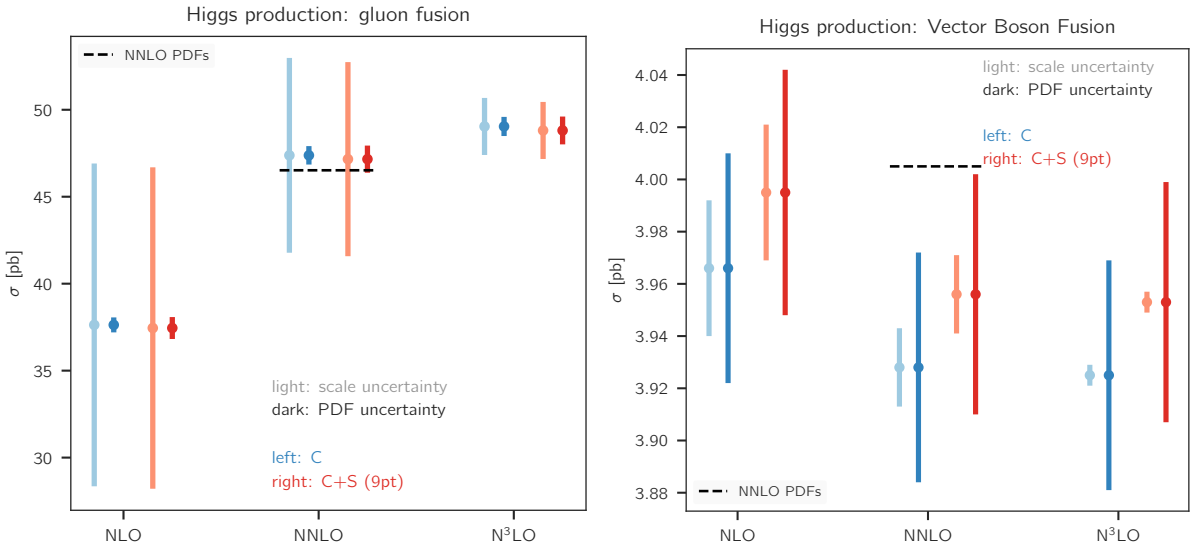 Higgs production: gluon fusion
NNLO PDFs
50
45
40
35
30
σ [pb]
light: scale uncertainty
dark: PDF uncertainty
left: C
right: C+S (9pt)
NLO
NNLO
N³LO
Higgs production: Vector Boson Fusion
light: scale uncertainty
dark: PDF uncertainty
left: C
right: C+S (9pt)
4.04
4.02
4.00
3.98
3.96
3.94
3.92
3.90
3.88
σ [pb]
NNLO PDFs
NLO
NNLO
N³LO